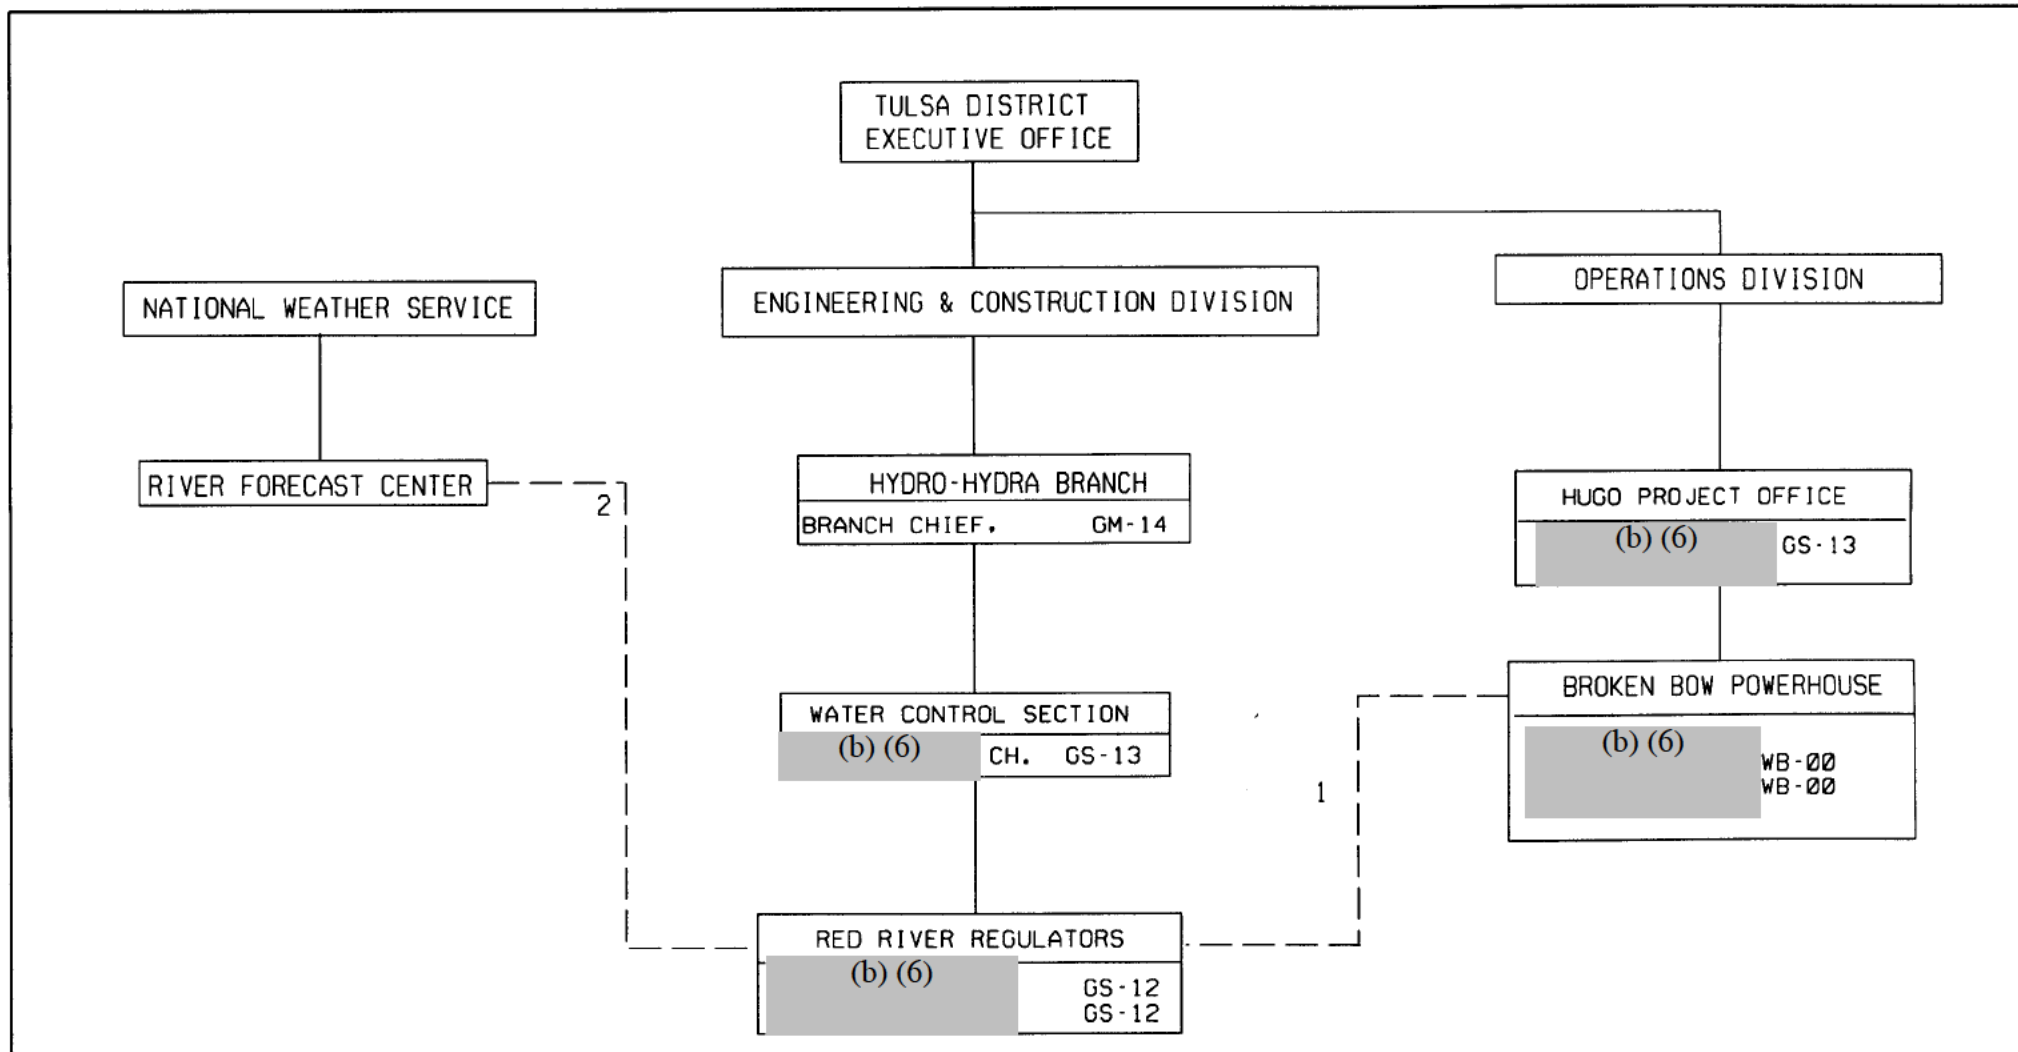 TULSA DISTRICT
EXECUTIVE OFFICE
NATIONAL WEATHER SERVICE
ENGINEERING & CONSTRUCTION DIVISION
OPERATIONS DIVISION
RIVER FORECAST CENTER
2
HYDRO-HYDRA BRANCH
BRANCH CHIEF. GM-14
HUGO PROJECT OFFICE
(b) (6) GS-13
WATER CONTROL SECTION
(b) (6) CH. GS-13
BROKEN BOW POWERHOUSE
(b) (6)
WB-00
WB-00
1
RED RIVER REGULATORS
(b) (6)
GS-12
GS-12